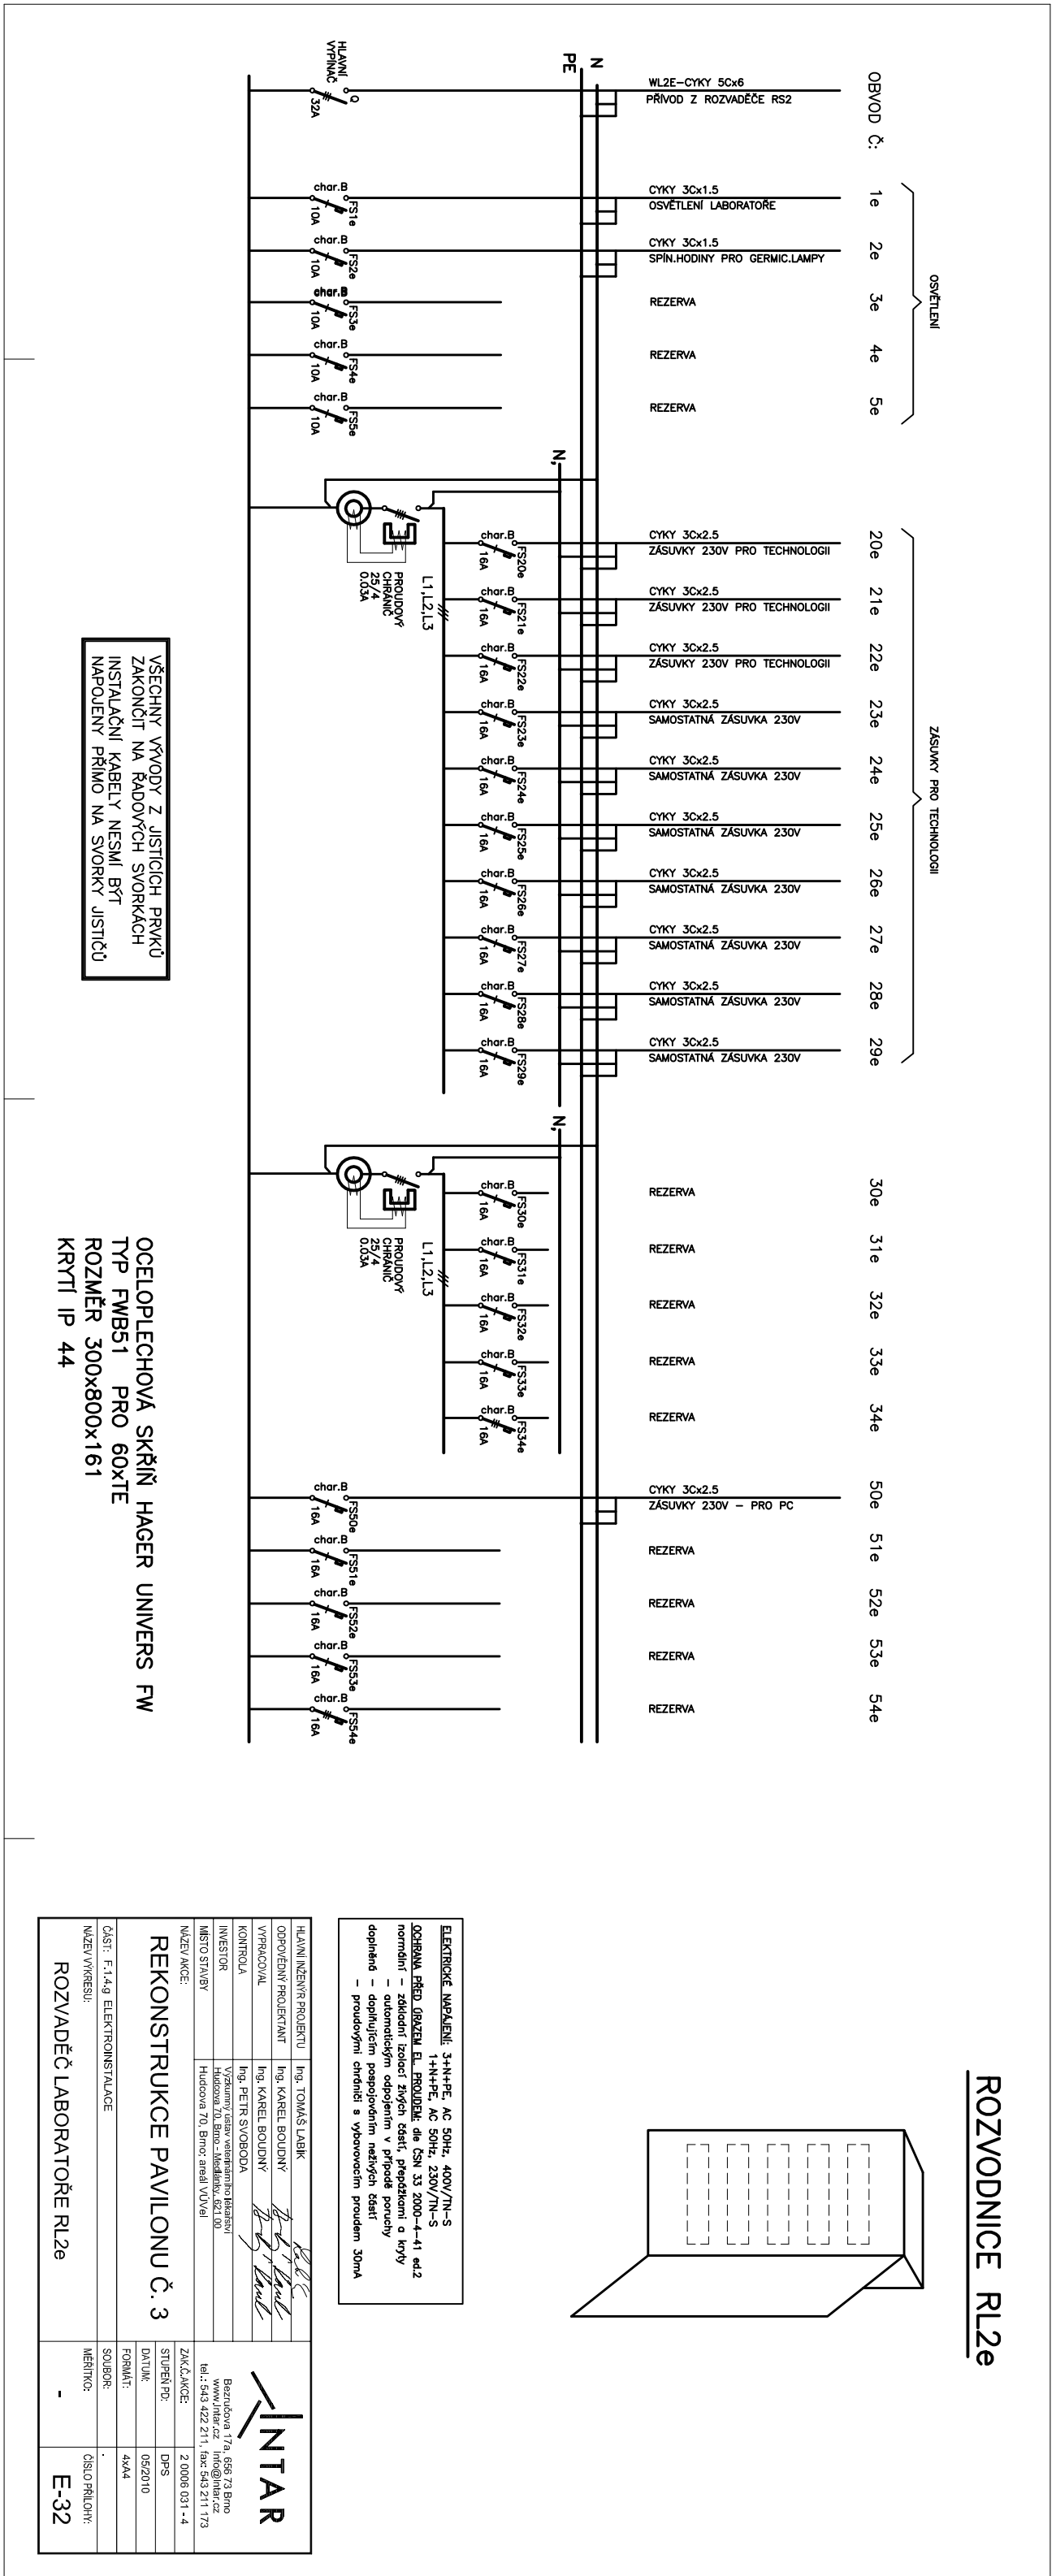 ROZVODNICE RL2e
OSVĚTLENÍ
ZÁSUVKY PRO TECHNOLOGII
OBVOD Č:
1e
2e
3e
4e
5e
20e
21e
22e
23e
24e
25e
26e
27e
28e
29e
30e
31e
32e
33e
34e
50e
51e
52e
53e
54e
WL2E-CYKY 5Cx6
PŘÍVOD Z ROZVADĚČE RS2
CYKY 3Cx1.5
OSVĚTLENÍ LABORATOŘE
CYKY 3Cx1.5
SPÍN.HODINY PRO GERMIC.LAMPY
REZERVA
REZERVA
REZERVA
CYKY 3Cx2.5
ZÁSUVKY 230V PRO TECHNOLOGII
CYKY 3Cx2.5
ZÁSUVKY 230V PRO TECHNOLOGII
CYKY 3Cx2.5
ZÁSUVKY 230V PRO TECHNOLOGII
CYKY 3Cx2.5
SAMOSTATNÁ ZÁSUVKA 230V
CYKY 3Cx2.5
SAMOSTATNÁ ZÁSUVKA 230V
CYKY 3Cx2.5
SAMOSTATNÁ ZÁSUVKA 230V
CYKY 3Cx2.5
SAMOSTATNÁ ZÁSUVKA 230V
CYKY 3Cx2.5
SAMOSTATNÁ ZÁSUVKA 230V
CYKY 3Cx2.5
SAMOSTATNÁ ZÁSUVKA 230V
CYKY 3Cx2.5
SAMOSTATNÁ ZÁSUVKA 230V
REZERVA
REZERVA
REZERVA
REZERVA
REZERVA
CYKY 3Cx2.5
ZÁSUVKY 230V - PRO PC
REZERVA
REZERVA
REZERVA
REZERVA
N
PE
N,
N,
char.B
FS20e
16A
char.B
FS21e
16A
char.B
FS22e
16A
char.B
FS23e
16A
char.B
FS24e
16A
char.B
FS25e
16A
char.B
FS26e
16A
char.B
FS27e
16A
char.B
FS28e
16A
char.B
FS29e
16A
char.B
FS30e
16A
char.B
FS31e
16A
char.B
FS32e
16A
char.B
FS33e
16A
char.B
FS34e
16A
L1,L2,L3
PROUDOVÝ
CHRÁNIČ
25/4
0.03A
L1,L2,L3
PROUDOVÝ
CHRÁNIČ
25/4
0.03A
HLAVNÍ
VYPÍNAČ
Q
32A
char.B
FS1e
10A
char.B
FS2e
10A
char.B
FS3e
10A
char.B
FS4e
10A
char.B
FS5e
10A
char.B
FS50e
16A
char.B
FS51e
16A
char.B
FS52e
16A
char.B
FS53e
16A
char.B
FS54e
16A
VŠECHNY VÝVODY Z JISTÍCÍCH PRVKŮ
ZAKONČIT NA ŘADOVÝCH SVORKÁCH
INSTALAČNÍ KABELY NESMÍ BÝT
NAPOJENY PŘÍMO NA SVORKY JISTIČŮ
OCELOPLECHOVÁ SKŘÍŇ HAGER UNIVERS FW
TYP FWB51 PRO 60xTE
ROZMĚR 300x800x161
KRYTÍ IP 44
ELEKTRICKÉ NAPÁJENÍ: 3+N+PE, AC 50Hz, 400V/TN-S
1+N+PE, AC 50Hz, 230V/TN-S
OCHRANA PŘED ÚRAZEM EL. PROUDEM: dle ČSN 33 2000-4-41 ed.2
normální - základní izolací živých částí, přepážkami a kryty
- automatickým odpojením v případě poruchy
doplněná - doplňujícím pospojováním neživých částí
- proudovými chrániči s vybavovacím proudem 30mA
HLAVNÍ INŽENÝR PROJEKTU Ing. TOMÁŠ LABÍK
ODPOVĚDNÝ PROJEKTANT Ing. KAREL BOUDNÝ
VYPRACOVAL Ing. KAREL BOUDNÝ
KONTROLA Ing. PETR SVOBODA
INVESTOR Výzkumný ústav veterinárního lékařství
Hudcova 70, Brno - Medlánky, 621 00
MÍSTO STAVBY Hudcova 70, Brno; areál VÚVeI
INTAR
Bezručova 17a, 656 73 Brno
www.intar.cz info@intar.cz
tel.: 543 422 211, fax: 543 211 173
NÁZEV AKCE:
REKONSTRUKCE PAVILONU Č. 3
ZAK.Č.AKCE: 2 0006 031 - 4
STUPEŇ PD: DPS
DATUM: 05/2010
FORMÁT: 4xA4
ČÁST: F.1.4.g ELEKTROINSTALACE
SOUBOR: .
NÁZEV VÝKRESU:
ROZVADĚČ LABORATOŘE RL2e
MĚŘÍTKO:
-
ČÍSLO PŘÍLOHY:
E-32